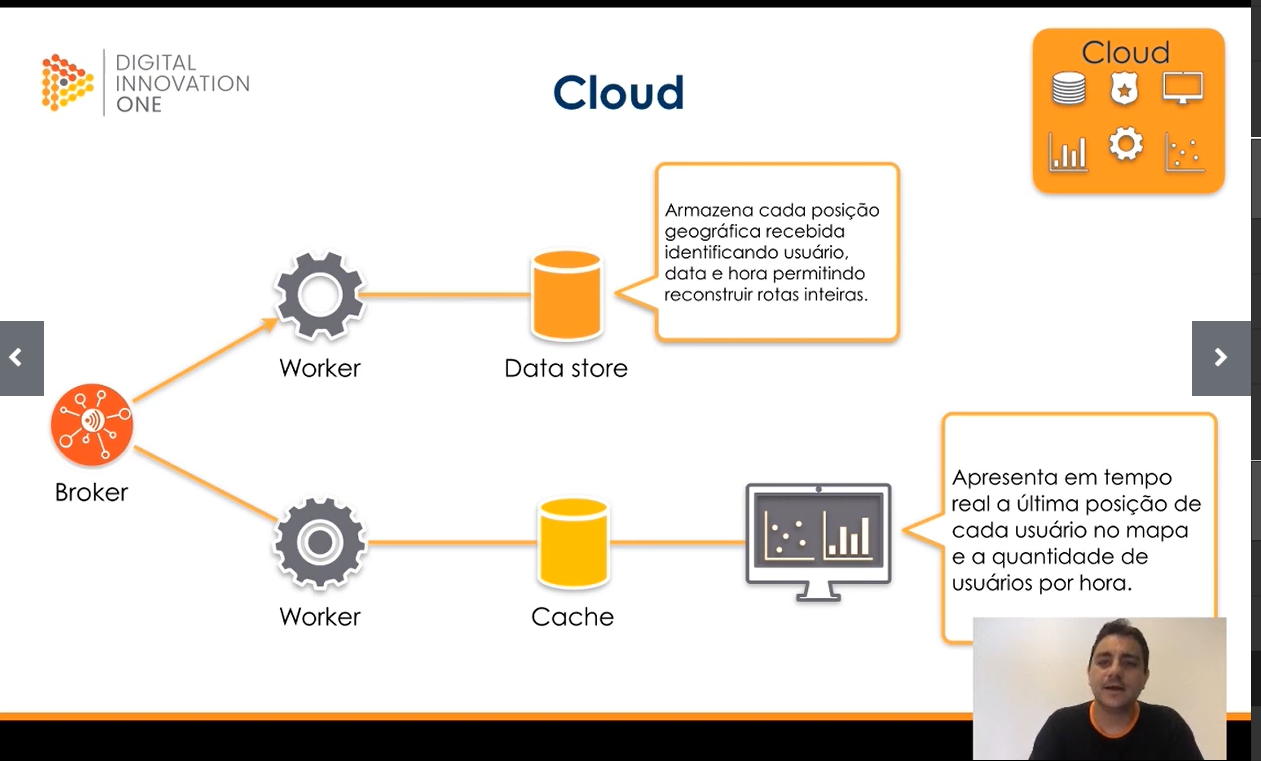 DIGITAL
INNOVATION
ONE
Cloud
Cloud
Armazena cada posição
geográfica recebida
identificando usuário,
data e hora permitindo
reconstruir rotas inteiras.
Worker
Data store
Broker
Apresenta em tempo
real a última posição de
cada usuário no mapa
e a quantidade de
usuários por hora.
Worker
Cache